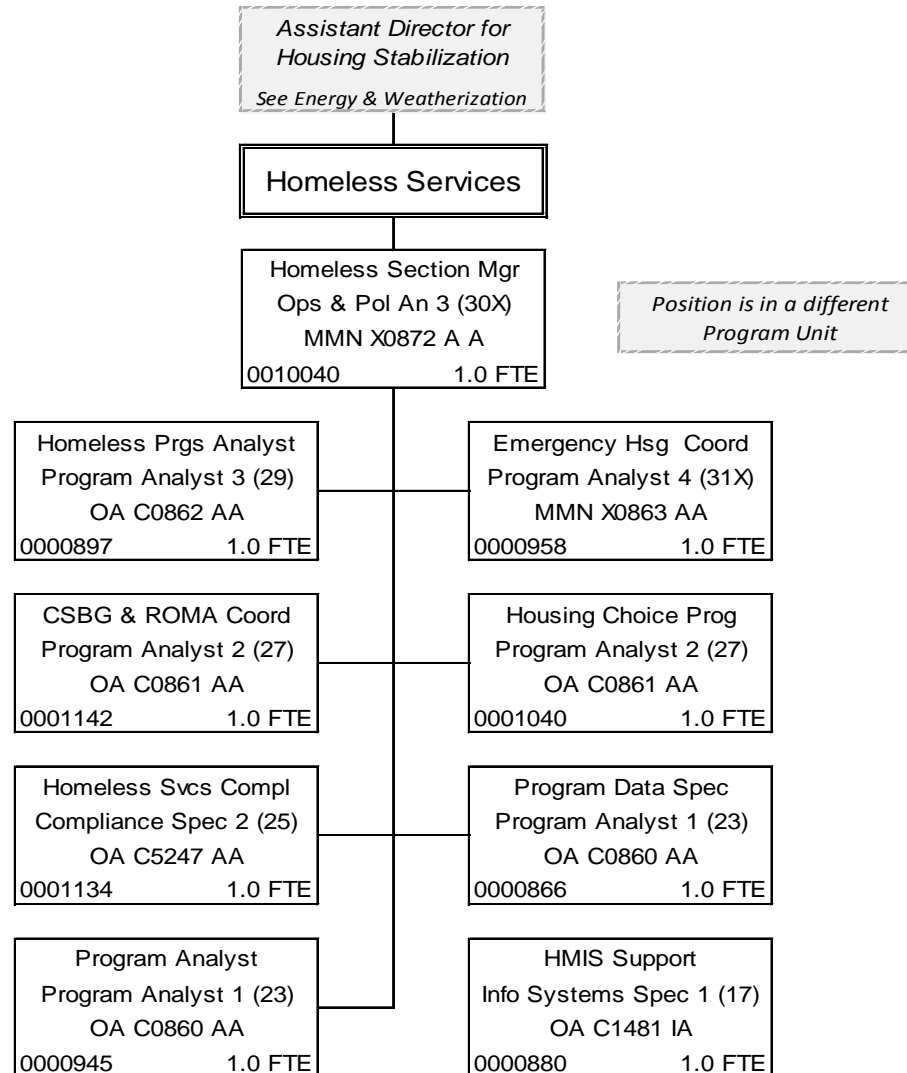 Assistant Director for
Housing Stabilization
See Energy & Weatherization
Homeless Services
Homeless Section Mgr
Ops & Pol An 3 (30X)
MMN X0872 A A
0010040 1.0 FTE
Position is in a different
Program Unit
Homeless Prgs Analyst
Program Analyst 3 (29)
OA C0862 AA
0000897 1.0 FTE
Emergency Hsg Coord
Program Analyst 4 (31X)
MMN X0863 AA
0000958 1.0 FTE
CSBG & ROMA Coord
Program Analyst 2 (27)
OA C0861 AA
0001142 1.0 FTE
Housing Choice Prog
Program Analyst 2 (27)
OA C0861 AA
0001040 1.0 FTE
Homeless Svcs Compl
Compliance Spec 2 (25)
OA C5247 AA
0001134 1.0 FTE
Program Data Spec
Program Analyst 1 (23)
OA C0860 AA
0000866 1.0 FTE
Program Analyst
Program Analyst 1 (23)
OA C0860 AA
0000945 1.0 FTE
HMIS Support
Info Systems Spec 1 (17)
OA C1481 IA
0000880 1.0 FTE